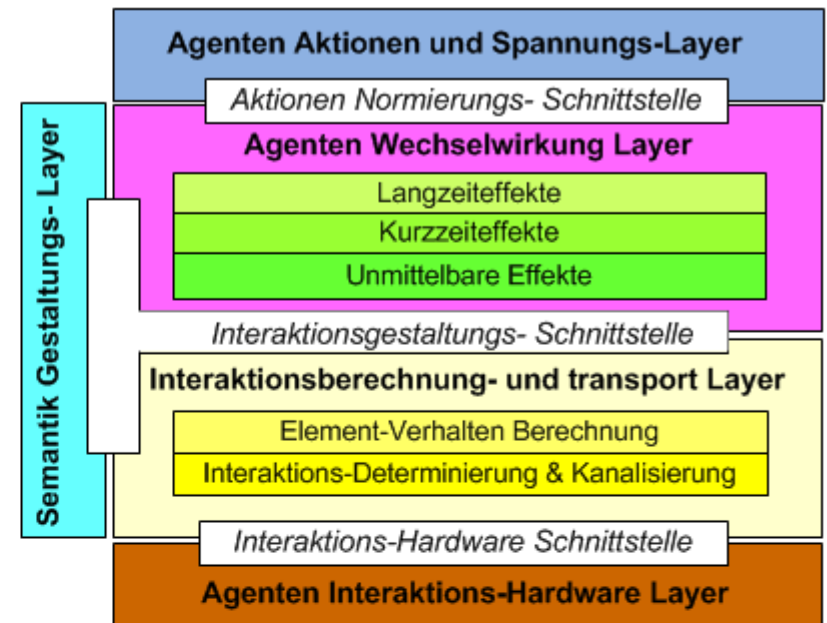 Agenten Aktionen und Spannungs-Layer
Aktionen Normierungs- Schnittstelle
Agenten Wechselwirkung Layer
Langzeiteffekte
Kurzzeiteffekte
Unmittelbare Effekte
Semantik Gestaltungs- Layer
Interaktionsgestaltungs- Schnittstelle
Interaktionsberechnung- und transport Layer
Element-Verhalten Berechnung
Interaktions-Determinierung & Kanalisierung
Interaktions-Hardware Schnittstelle
Agenten Interaktions-Hardware Layer